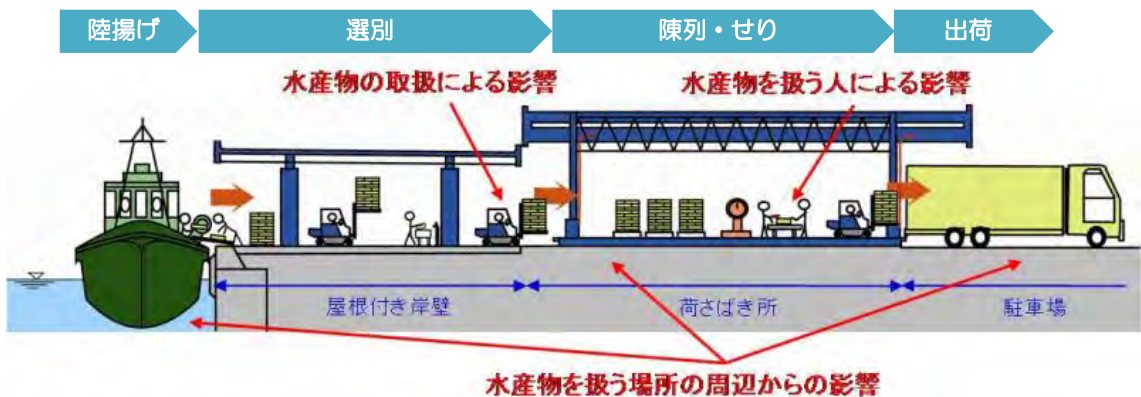 陸揚げ
選別
陳列・せり
出荷
水産物の取扱による影響
水産物を扱う人による影響
屋根付き岸壁
荷さばき所
駐車場
水産物を扱う場所の周辺からの影響